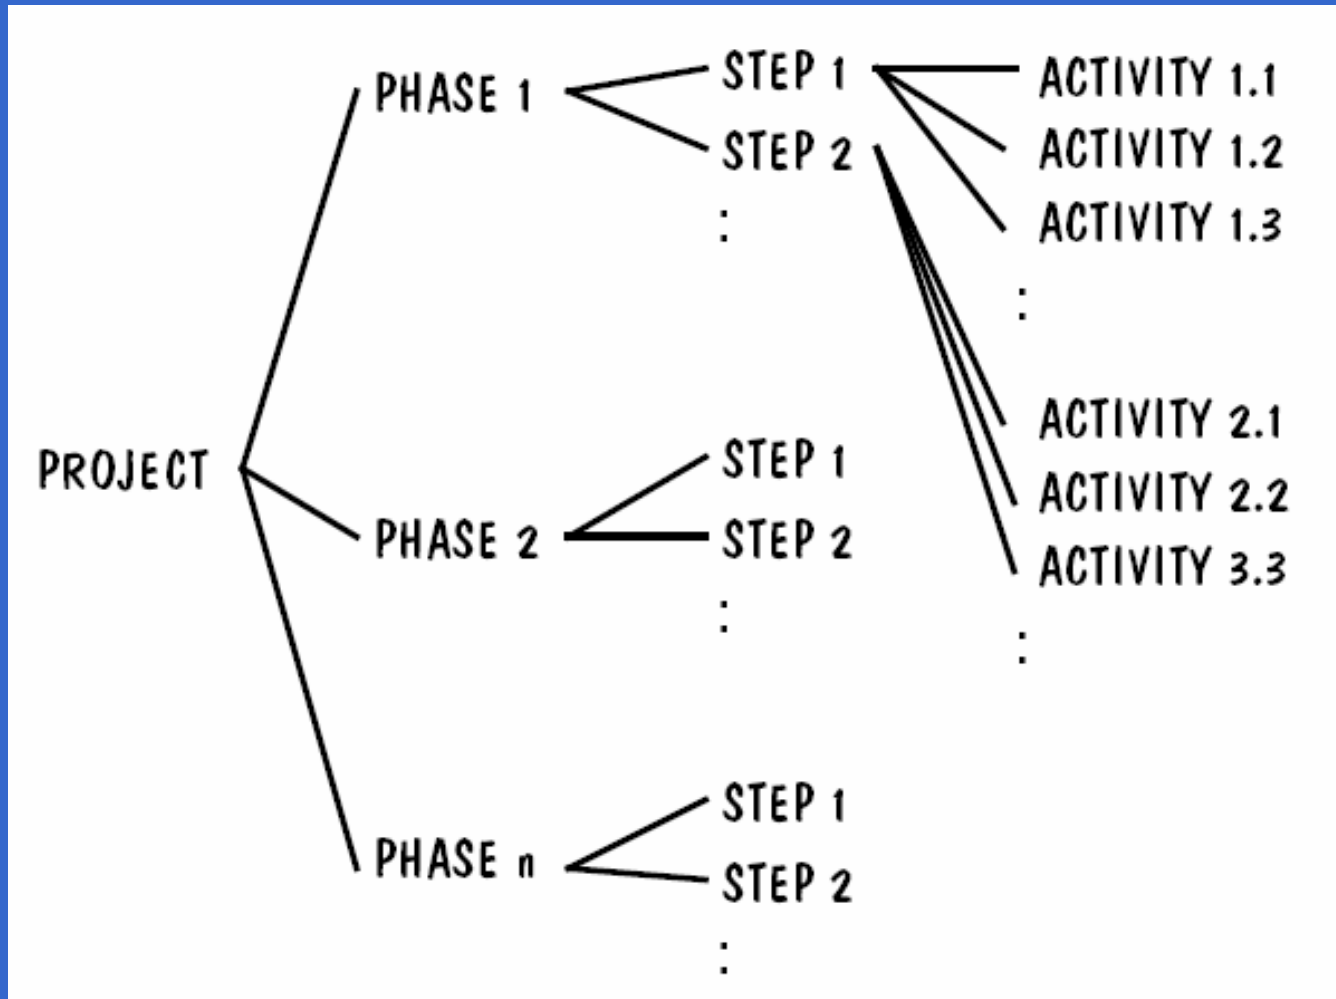 PROJECT
PHASE 1
STEP 1
ACTIVITY 1.1
ACTIVITY 1.2
ACTIVITY 1.3
:
STEP 2
ACTIVITY 2.1
ACTIVITY 2.2
ACTIVITY 3.3
:
:
PHASE 2
STEP 1
STEP 2
:
PHASE n
STEP 1
STEP 2
: